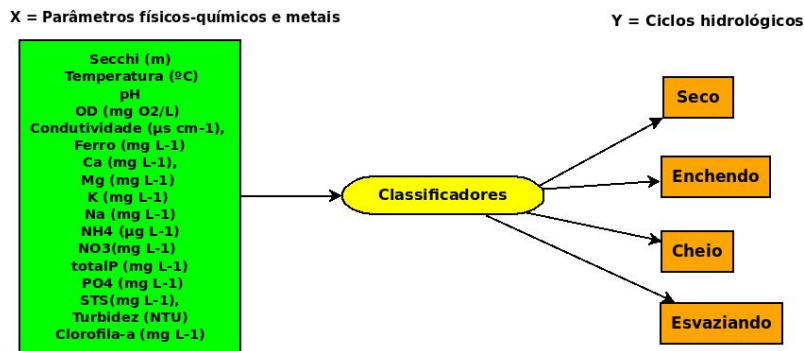 X = Parâmetros físicos-químicos e metais
Y = Ciclos hidrológicos
Secchi (m)
Temperatura (ºC)
pH
OD (mg O2/L)
Condutividade (µs cm-1),
Ferro (mg L-1)
Ca (mg L-1),
Mg (mg L-1)
K (mg L-1)
Na (mg L-1)
NH4 (µg L-1)
NO3(mg L-1)
totalP (mg L-1)
PO4 (mg L-1)
STS(mg L-1),
Turbidez (NTU)
Clorofila-a (mg L-1)
Classificadores
Seco
Enchendo
Cheio
Esvaziando